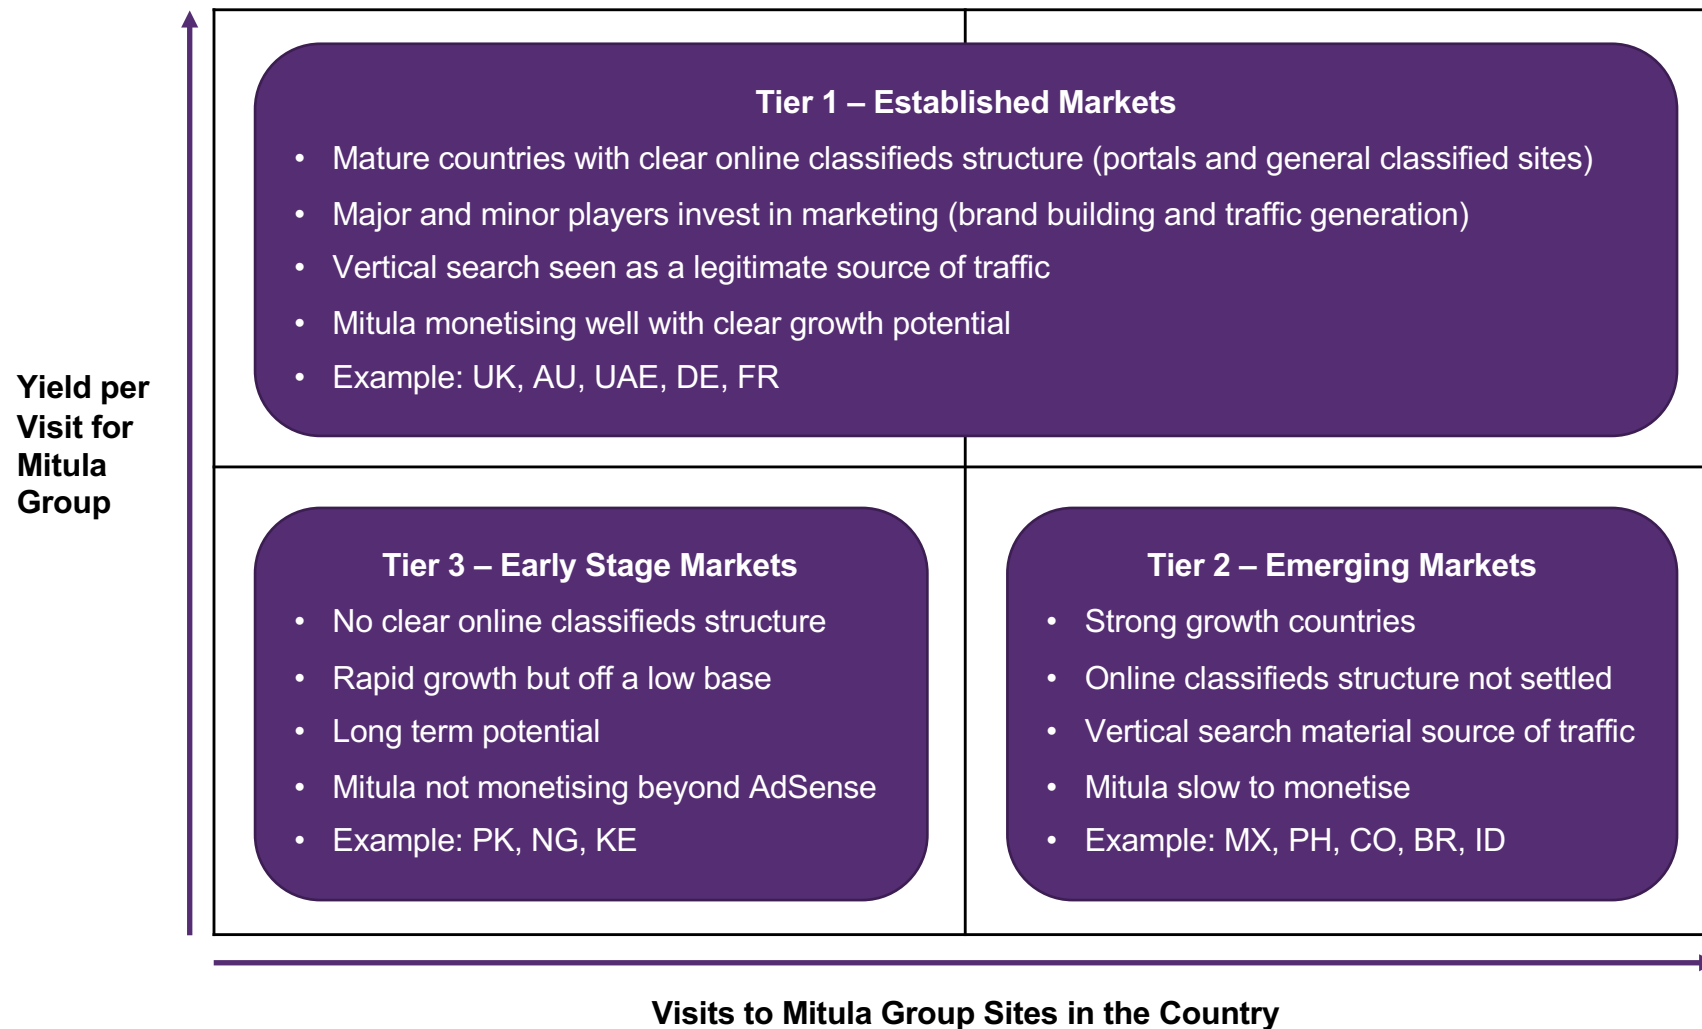 Tier 1 – Established Markets
• Mature countries with clear online classifieds structure (portals and general classified sites)
• Major and minor players invest in marketing (brand building and traffic generation)
• Vertical search seen as a legitimate source of traffic
• Mitula monetising well with clear growth potential
• Example: UK, AU, UAE, DE, FR
Yield per
Visit for
Mitula
Group
Tier 3 – Early Stage Markets
• No clear online classifieds structure
• Rapid growth but off a low base
• Long term potential
• Mitula not monetising beyond AdSense
• Example: PK, NG, KE
Tier 2 – Emerging Markets
• Strong growth countries
• Online classifieds structure not settled
• Vertical search material source of traffic
• Mitula slow to monetise
• Example: MX, PH, CO, BR, ID
Visits to Mitula Group Sites in the Country